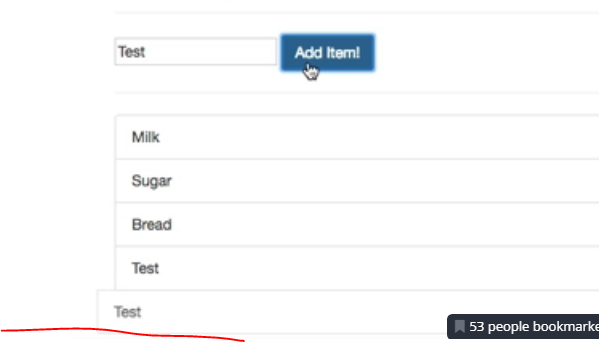 Test Add Item!
Milk
Sugar
Bread
Test
Test
53 people bookmarke